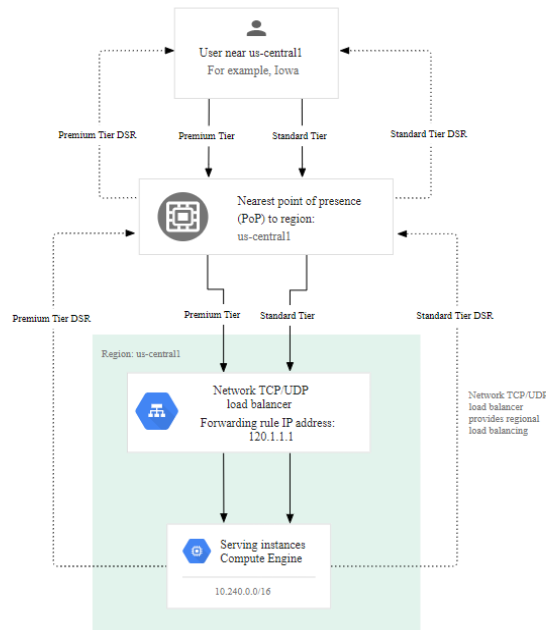 User near us-central1
For example, Iowa
Premium Tier DSR
Premium Tier
Standard Tier
Standard Tier DSR
Nearest point of presence
(PoP) to region:
us-central1
Premium Tier DSR
Premium Tier
Standard Tier
Standard Tier DSR
Region: us-central1
Network TCP/UDP
load balancer
Forwarding rule IP address:
120.1.1.1
Network TCP/UDP
load balancer
provides regional
load balancing
Serving instances
Compute Engine
10.240.0.0/16